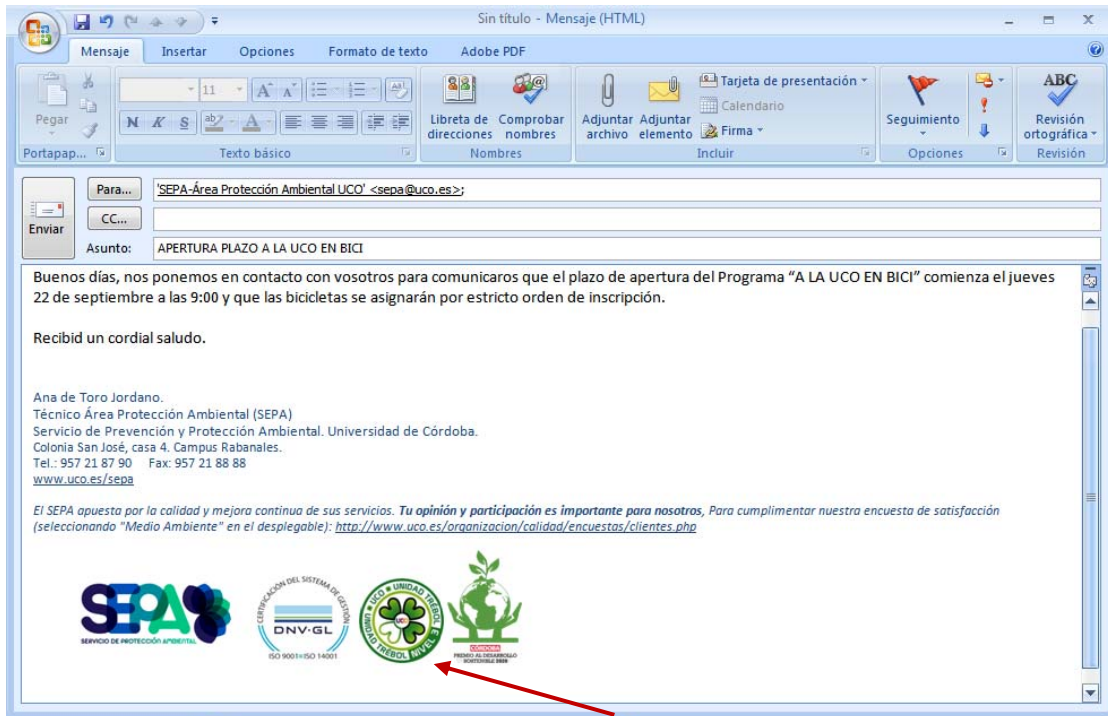 Sin título - Mensaje (HTML)
Mensaje Insertar Opciones Formato de texto Adobe PDF
Pegar
Portapap...
11
N K S
Texto básico
Libreta de direcciones
Comprobar nombres
Nombres
Adjuntar archivo
Adjuntar elemento
Tarjeta de presentación
Calendario
Firma
Incluir
Seguimiento
Opciones
ABC
Revisión ortográfica
Revisión
Enviar
Para... 'SEPA-Área Protección Ambiental UCO' <sepa@uco.es>;
CC...
Asunto: APERTURA PLAZO A LA UCO EN BICI
Buenos días, nos ponemos en contacto con vosotros para comunicaros que el plazo de apertura del Programa “A LA UCO EN BICI” comienza el jueves
22 de septiembre a las 9:00 y que las bicicletas se asignarán por estricto orden de inscripción.
Recibid un cordial saludo.
Ana de Toro Jordano.
Técnico Área Protección Ambiental (SEPA)
Servicio de Prevención y Protección Ambiental. Universidad de Córdoba.
Colonia San José, casa 4. Campus Rabanales.
Tel.: 957 21 87 90 Fax: 957 21 88 88
www.uco.es/sepa
El SEPA apuesta por la calidad y mejora continua de sus servicios. Tu opinión y participación es importante para nosotros, Para cumplimentar nuestra encuesta de satisfacción
(seleccionando "Medio Ambiente" en el desplegable): http://www.uco.es/organizacion/calidad/encuestas/clientes.php
SEPA
SERVICIO DE PROTECCIÓN AMBIENTAL
CERTIFICACIÓN DEL SISTEMA DE GESTIÓN
DNV·GL
ISO 9001=ISO 14001
UCO UNIDAD TRÉBOL NIVEL 3
UNIDAD TRÉBOL
UCO
CÓRDOBA
PREMIO AL DESARROLLO
SOSTENIBLE